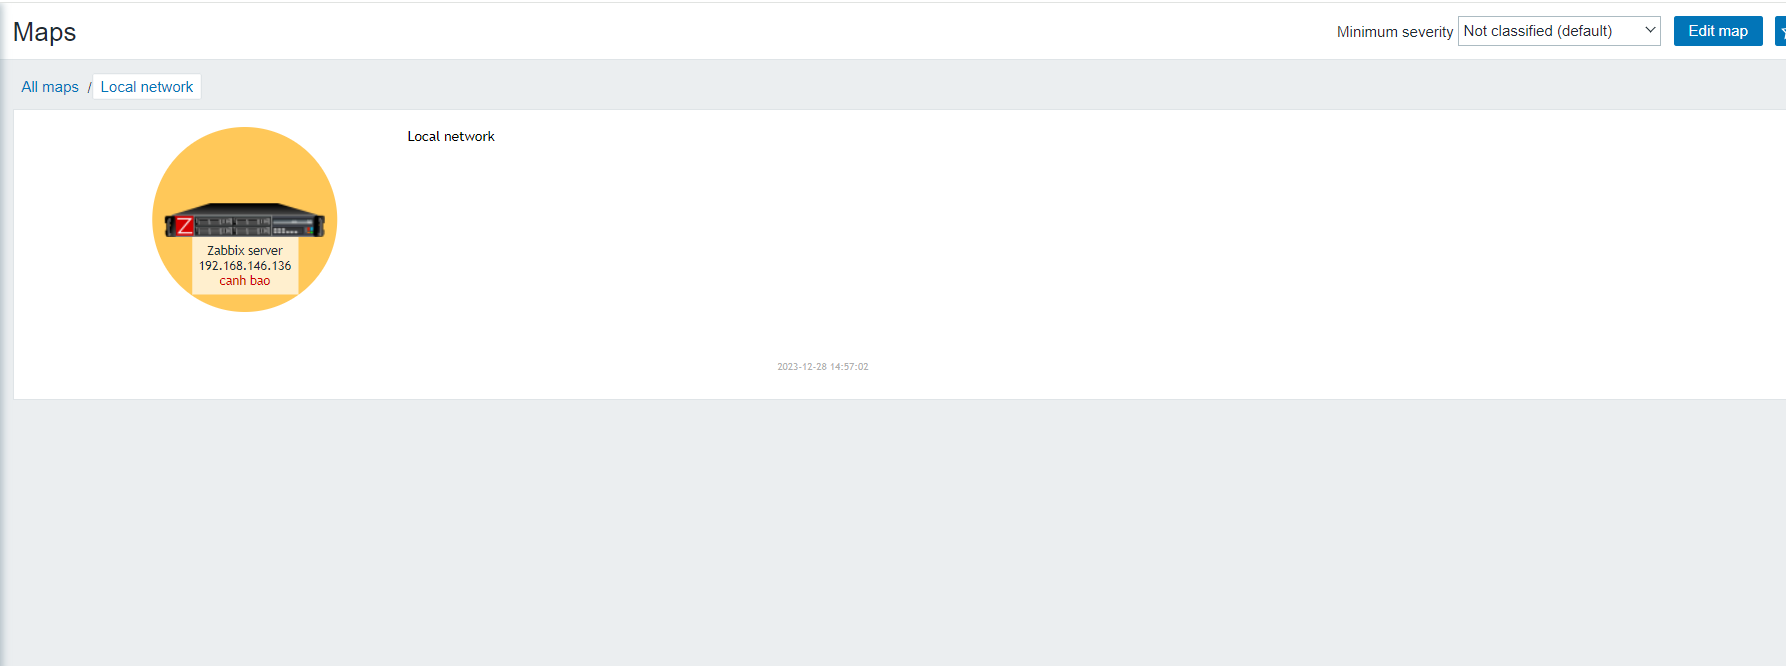 Maps
Minimum severity Not classified (default) Edit map
All maps / Local network
Local network
Z
Zabbix server
192.168.146.136
canh bao
2023-12-28 14:57:02